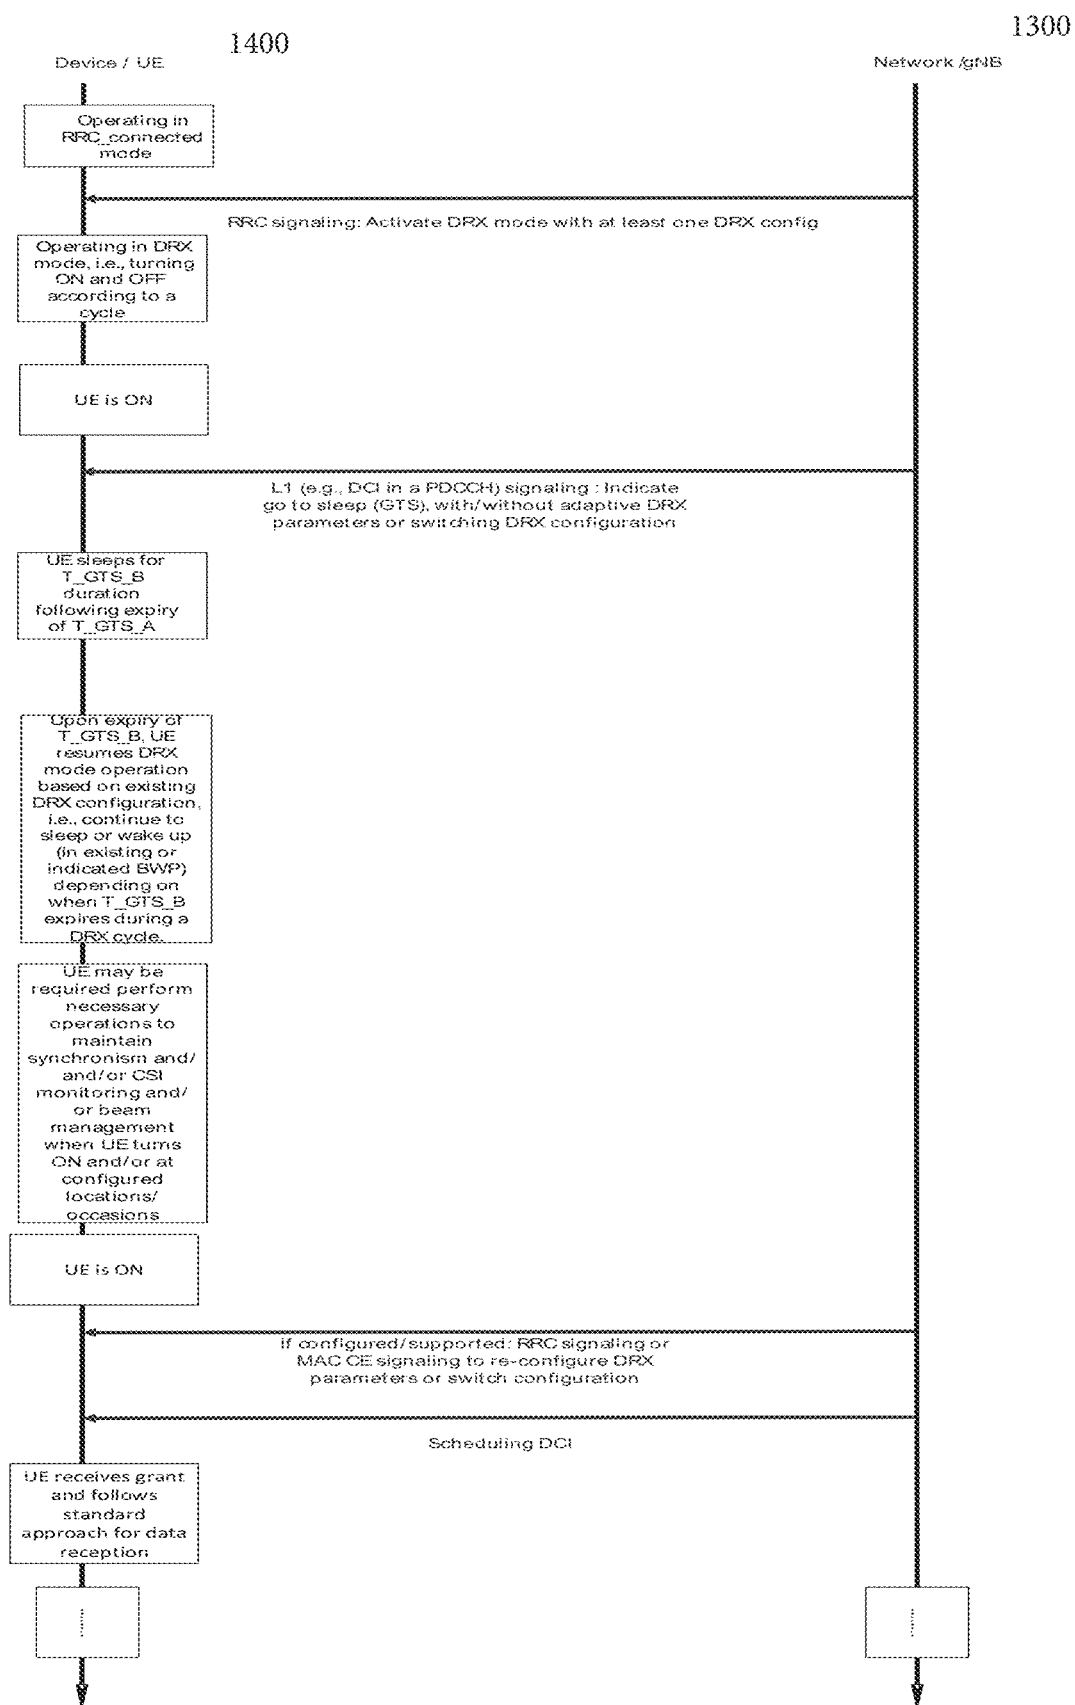 1400
1300
Device / UE
Network /gNB
Operating in
RRC_connected
mode
RRC signaling: Activate DRX mode with at least one DRX config
Operating in DRX
mode, i.e., turning
ON and OFF
according to a
cycle
UE is ON
L1 (e.g., DCI in a PDCCH) signaling : Indicate
go to sleep (GTS), with/without adaptive DRX
parameters or switching DRX configuration
UE sleeps for
T_GTS_B
duration
following expiry
of T_GTS_A
Upon expiry of
T_GTS_B, UE
resumes DRX
mode operation
based on existing
DRX configuration,
i.e., continue to
sleep or wake up
(in existing or
indicated BWP)
depending on
when T_GTS_B
expires during a
DRX cycle.
UE may be
required perform
necessary
operations to
maintain
synchronism and/
and/or CSI
monitoring and/
or beam
management
when UE turns
ON and/or at
configured
locations/
occasions
UE is ON
if configured/supported: RRC signaling or
MAC CE signaling to re-configure DRX
parameters or switch configuration
Scheduling DCI
UE receives grant
and follows
standard
approach for data
reception